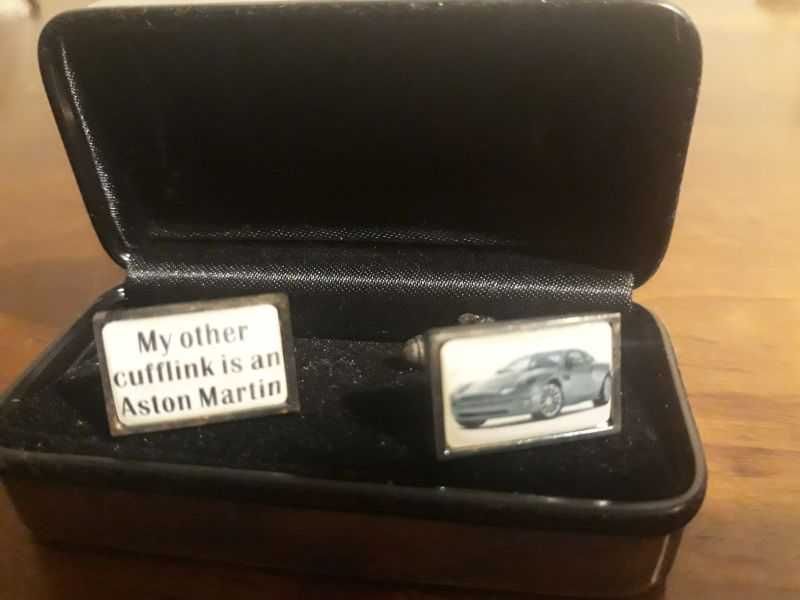 My other
cufflink is an
Aston Martin